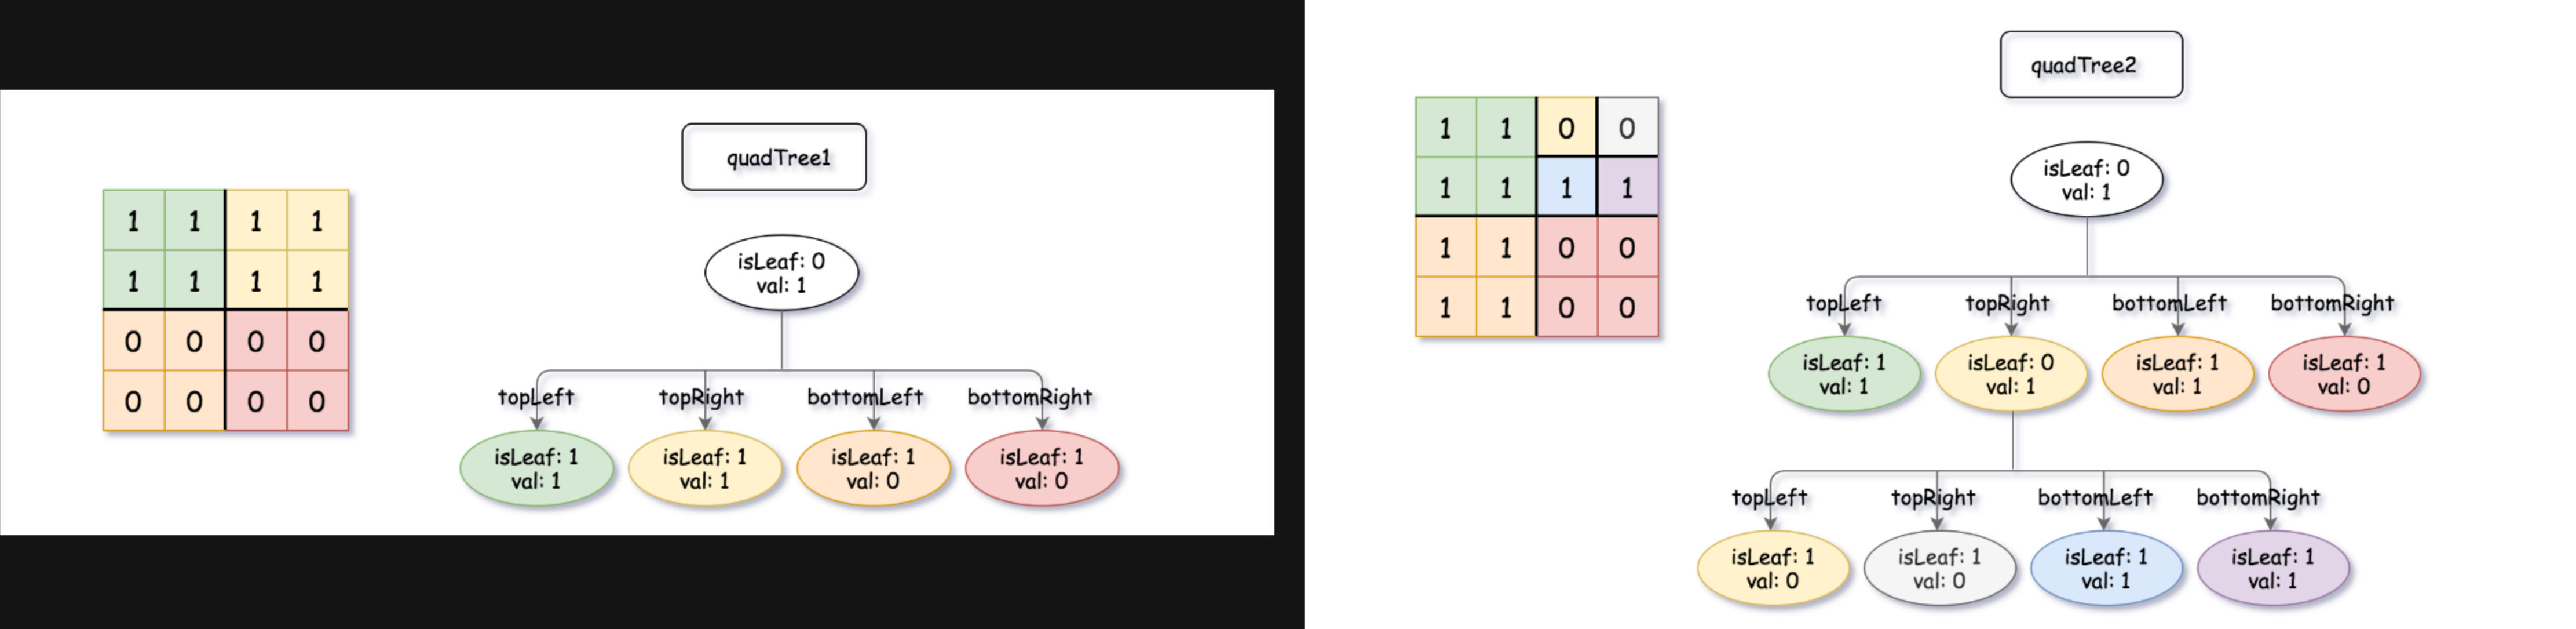 quadTree1
1 1 1 1
1 1 1 1
0 0 0 0
0 0 0 0
isLeaf: 0
val: 1
topLeft topRight bottomLeft bottomRight
isLeaf: 1 isLeaf: 1 isLeaf: 1 isLeaf: 1
val: 1 val: 1 val: 0 val: 0
quadTree2
1 1 0 0
1 1 1 1
1 1 0 0
1 1 0 0
isLeaf: 0
val: 1
topLeft topRight bottomLeft bottomRight
isLeaf: 1 isLeaf: 0 isLeaf: 1 isLeaf: 1
val: 1 val: 1 val: 1 val: 0
topLeft topRight bottomLeft bottomRight
isLeaf: 1 isLeaf: 1 isLeaf: 1 isLeaf: 1
val: 0 val: 0 val: 1 val: 1